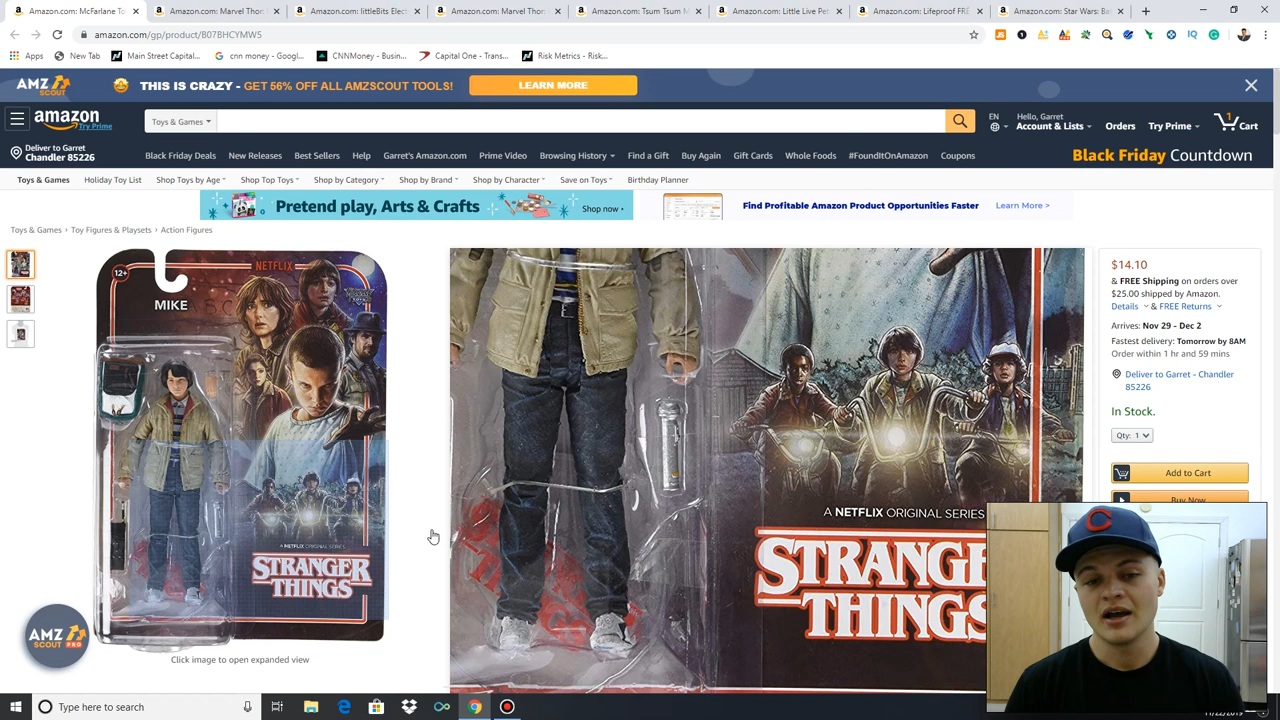 Amazon.com: McFarlane To
Amazon.com: Marvel Thor:
Amazon.com: littleBits Elect
Amazon.com: Marvel Thor:
Amazon.com: Tsum Tsum M
Amazon.com: Little Live Pet
Amazon.com: Lifeproof FRĒ
Amazon.com: Star Wars: Ba
amazon.com/gp/product/B07BHCYMW5
Apps
New Tab
Main Street Capital...
cnn money - Googl...
CNNMoney - Busin...
Capital One - Trans...
Risk Metrics - Risk...
AMZ SCOUT
THIS IS CRAZY - GET 56% OFF ALL AMZSCOUT TOOLS!
LEARN MORE
amazon
Try Prime
Toys & Games
EN
Hello, Garret
Account & Lists
Orders
Try Prime
1
Cart
Deliver to Garret
Chandler 85226
Black Friday Deals
New Releases
Best Sellers
Help
Garret's Amazon.com
Prime Video
Browsing History
Find a Gift
Buy Again
Gift Cards
Whole Foods
#FoundItOnAmazon
Coupons
Black Friday Countdown
Toys & Games
Holiday Toy List
Shop Toys by Age
Shop Top Toys
Shop by Category
Shop by Brand
Shop by Character
Save on Toys
Birthday Planner
Pretend play, Arts & Crafts
Shop now ›
Find Profitable Amazon Product Opportunities Faster
Learn More >
Toys & Games › Toy Figures & Playsets › Action Figures
12+
NETFLIX
MIKE
A NETFLIX ORIGINAL SERIES
STRANGER
THINGS
A NETFLIX ORIGINAL SERIES
STRANGE
THINGS
$14.10
& FREE Shipping on orders over
$25.00 shipped by Amazon.
Details
& FREE Returns
Arrives: Nov 29 - Dec 2
Fastest delivery: Tomorrow by 8AM
Order within 1 hr and 59 mins
Deliver to Garret - Chandler
85226
In Stock.
Qty: 1
Add to Cart
Buy Now
AMZ
SCOUT PRO
Click image to open expanded view
Type here to search